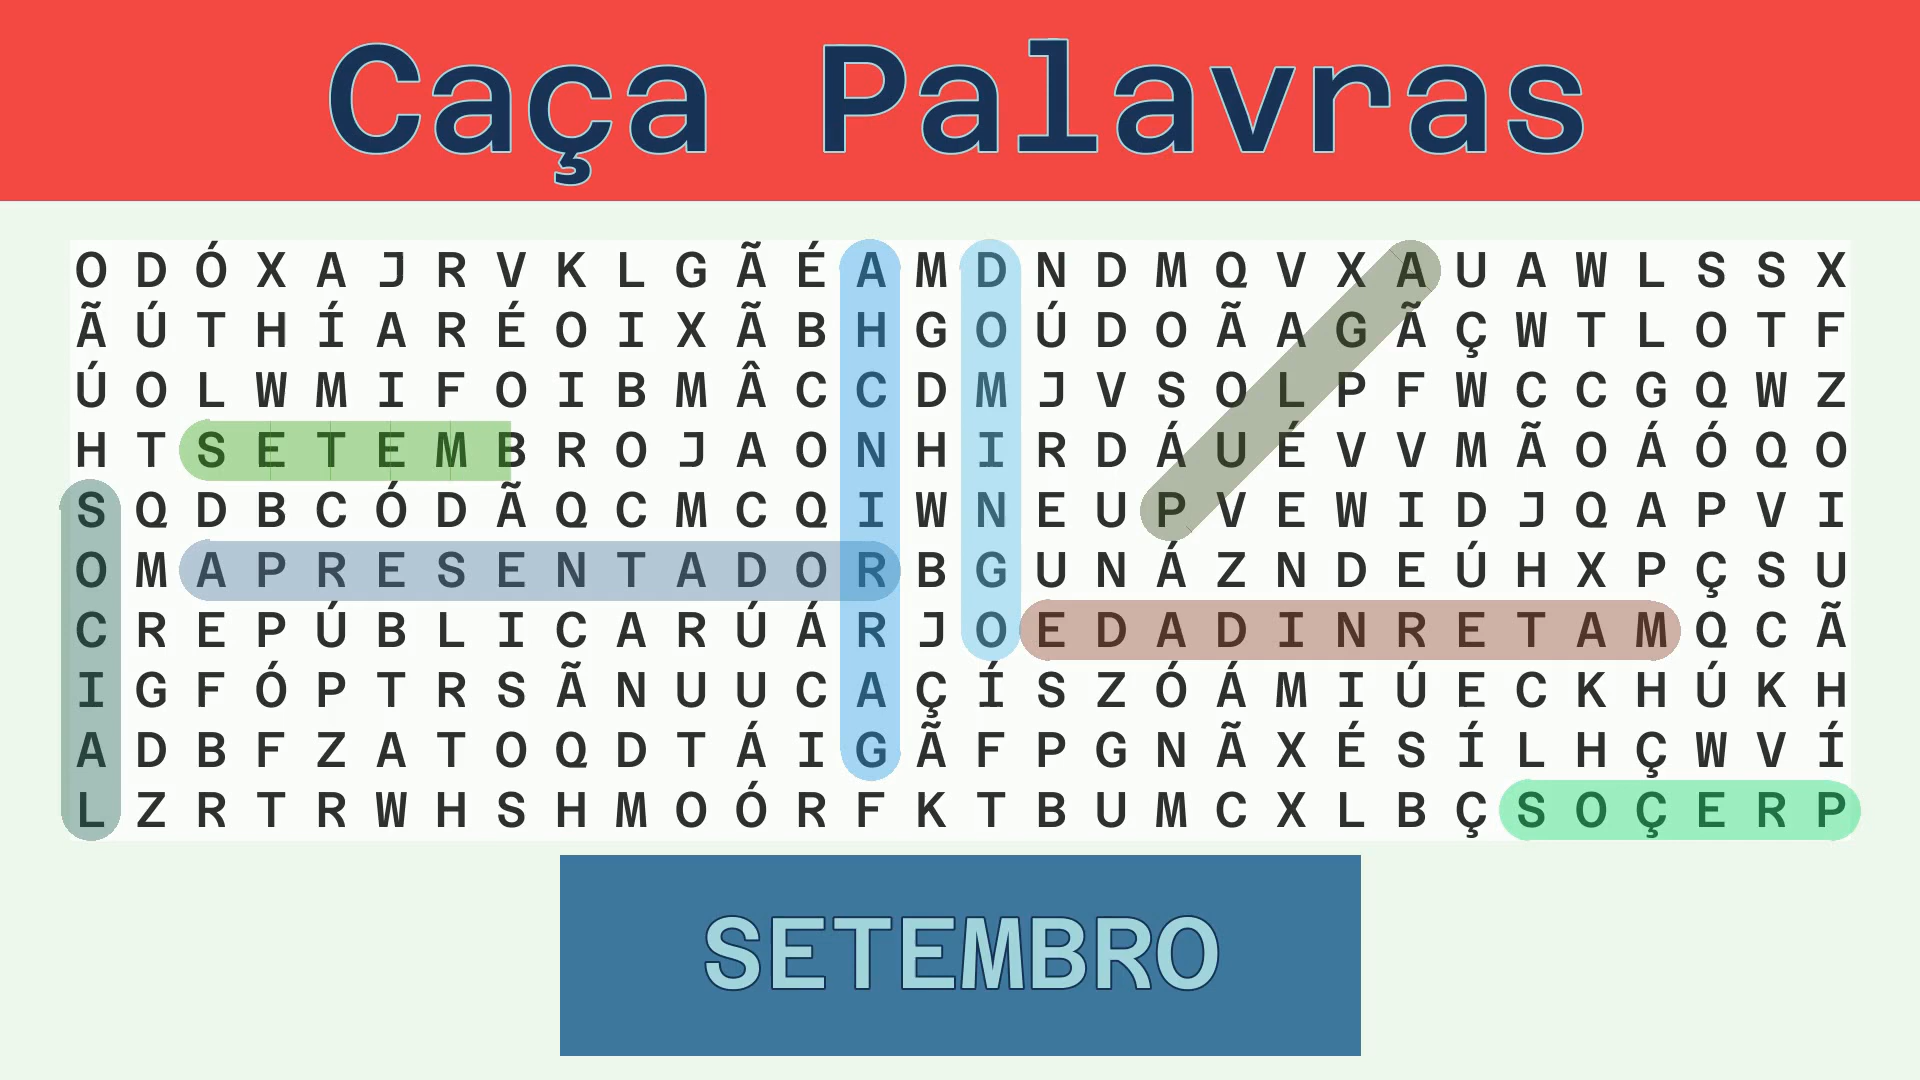 Caça Palavras
O D Ó X A J R V K L G Ã É A M D N D M Q V X A U A W L S S X
Ã Ú T H Í A R É O I X Ã B H G O Ú D O Ã A G Ã Ç W T L O T F
Ú O L W M I F O I B M Â C C D M J V S O L P F W C C G Q W Z
H T S E T E M B R O J A O N H I R D Á U É V V M Ã O Á Ó Q O
S Q D B C Ó D Ã Q C M C Q I W N E U P V E W I D J Q A P V I
O M A P R E S E N T A D O R B G U N Á Z N D E Ú H X P Ç S U
C R E P Ú B L I C A R Ú Á R J O E D A D I N R E T A M Q C Ã
I G F Ó P T R S Ã N U U C A Ç Í S Z Ó Á M I Ú E C K H Ú K H
A D B F Z A T O Q D T Á I G Ã F P G N Ã X É S Í L H Ç W V Í
L Z R T R W H S H M O Ó R F K T B U M C X L B Ç S O Ç E R P
SETEMBRO